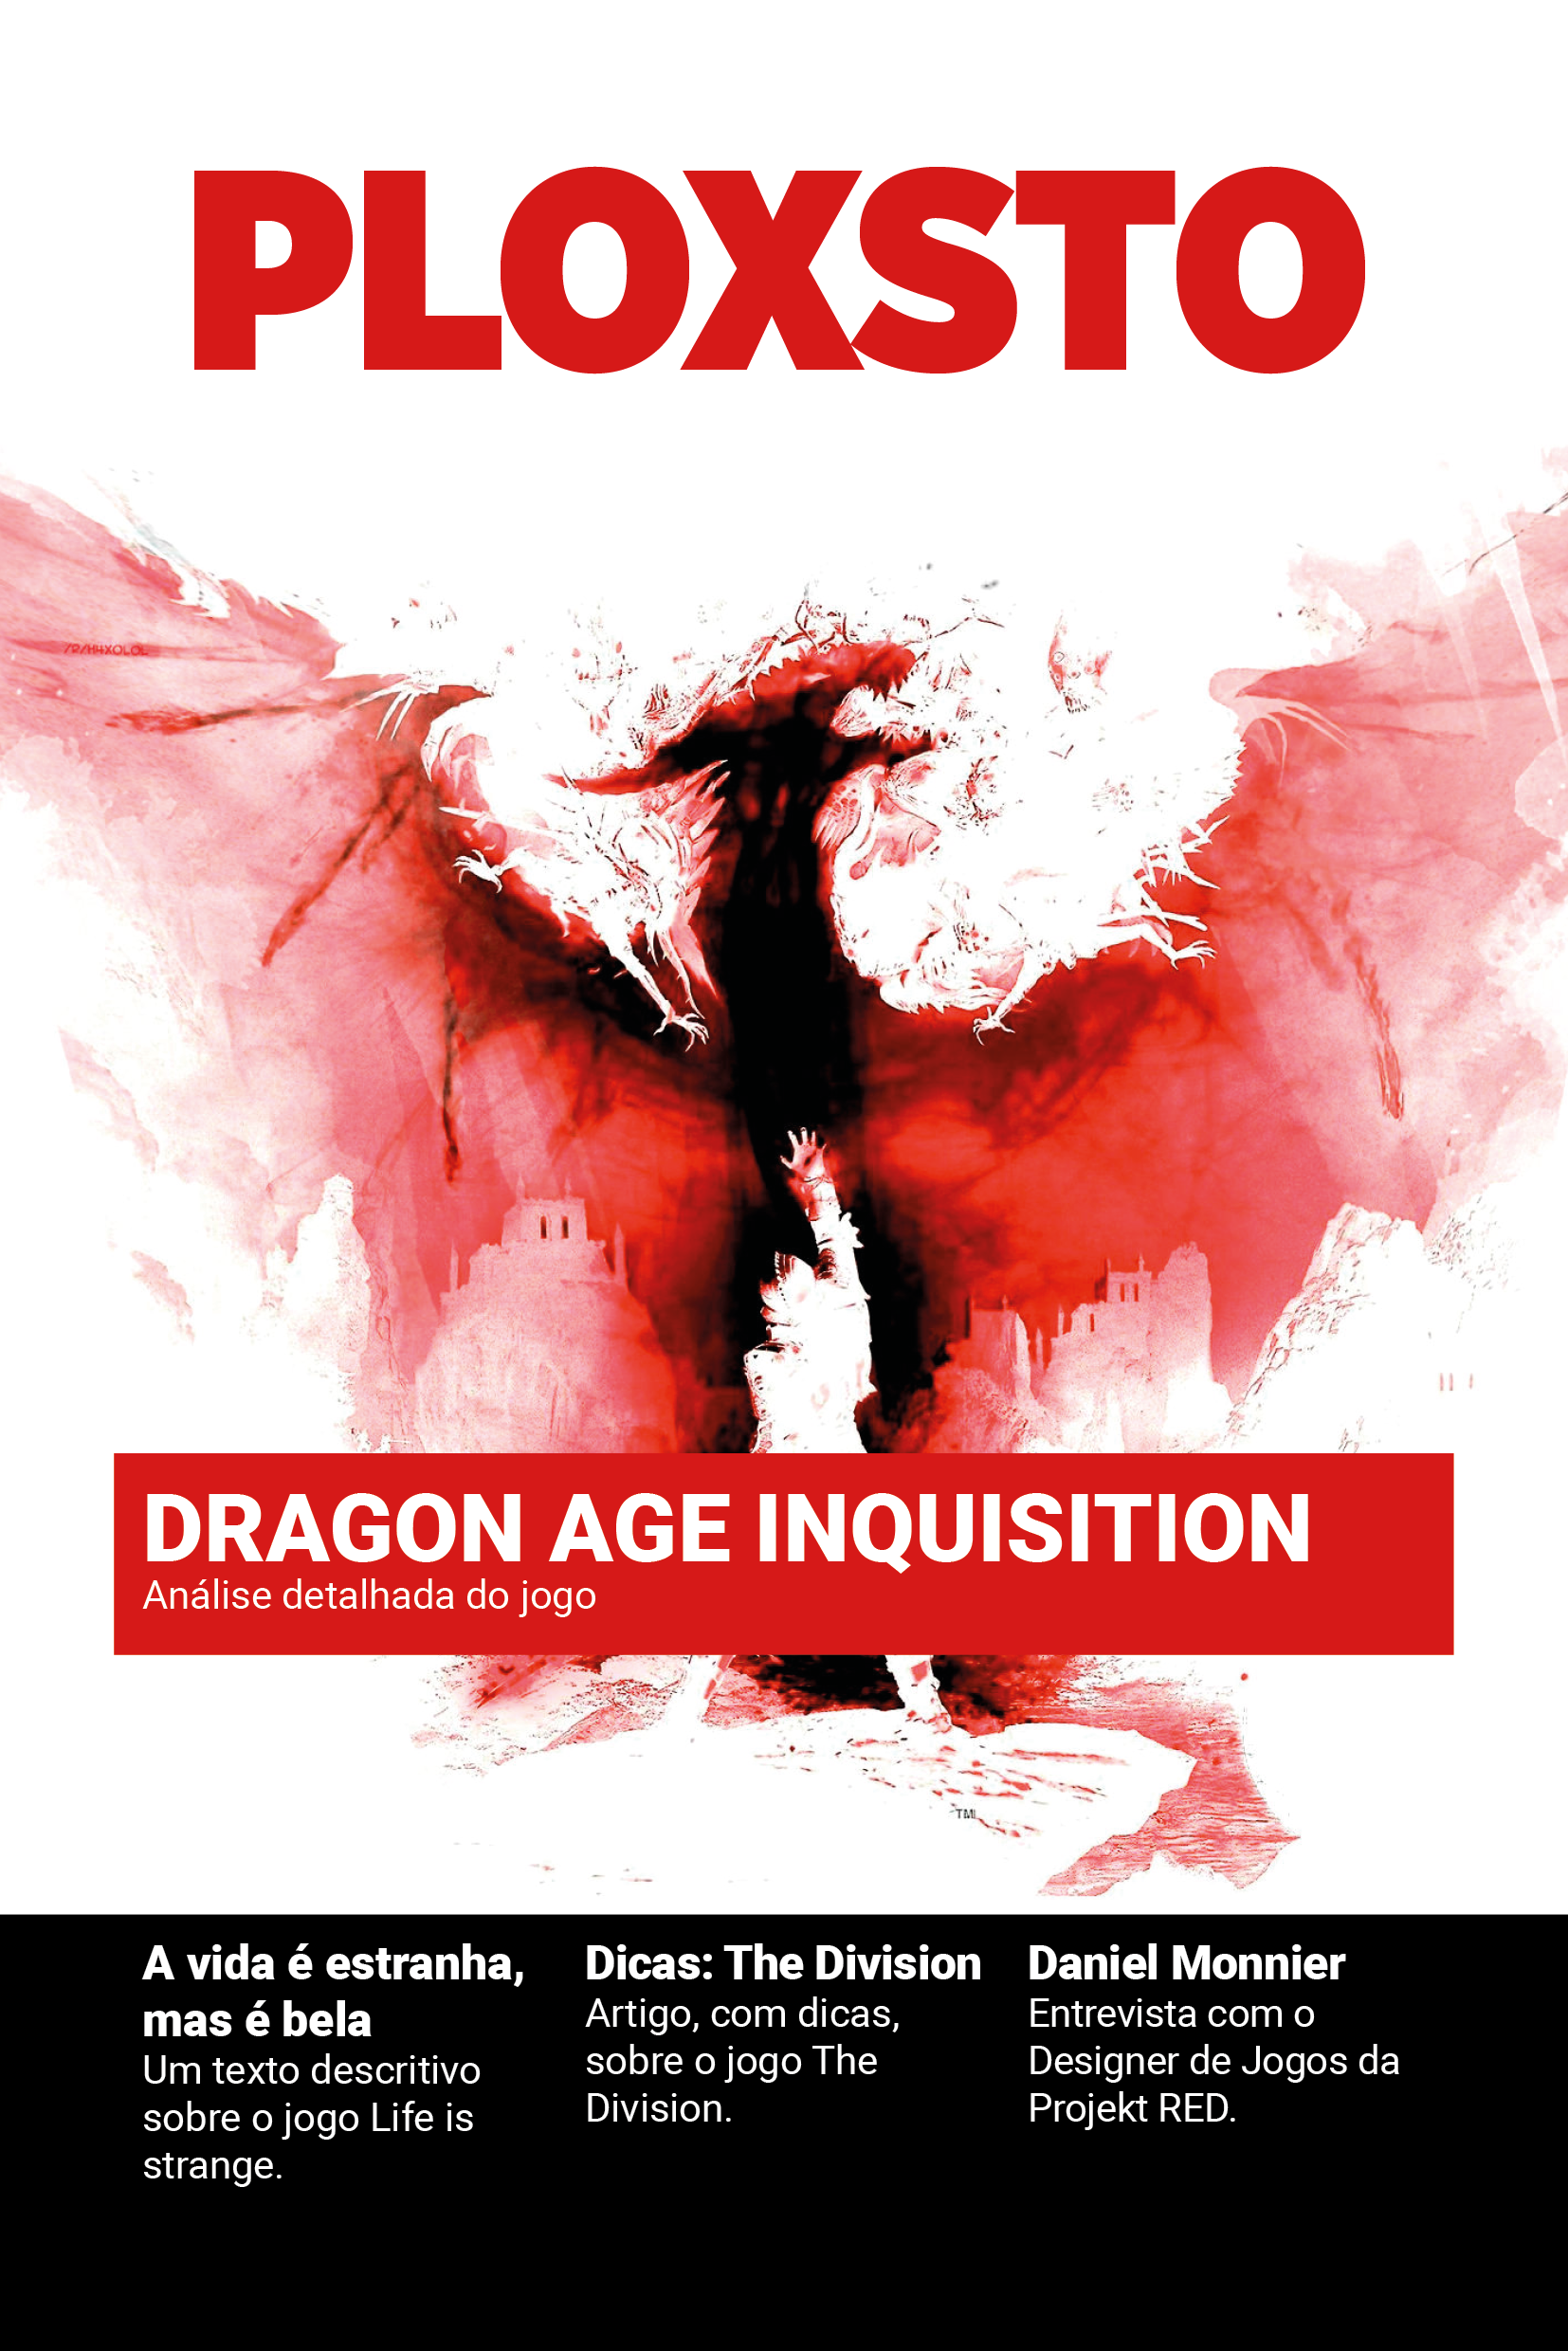 PLOXSTO
/R/H4XOLOL
DRAGON AGE INQUISITION
Análise detalhada do jogo
TM
A vida é estranha,
mas é bela
Um texto descritivo
sobre o jogo Life is
strange.
Dicas: The Division
Artigo, com dicas,
sobre o jogo The
Division.
Daniel Monnier
Entrevista com o
Designer de Jogos da
Projekt RED.